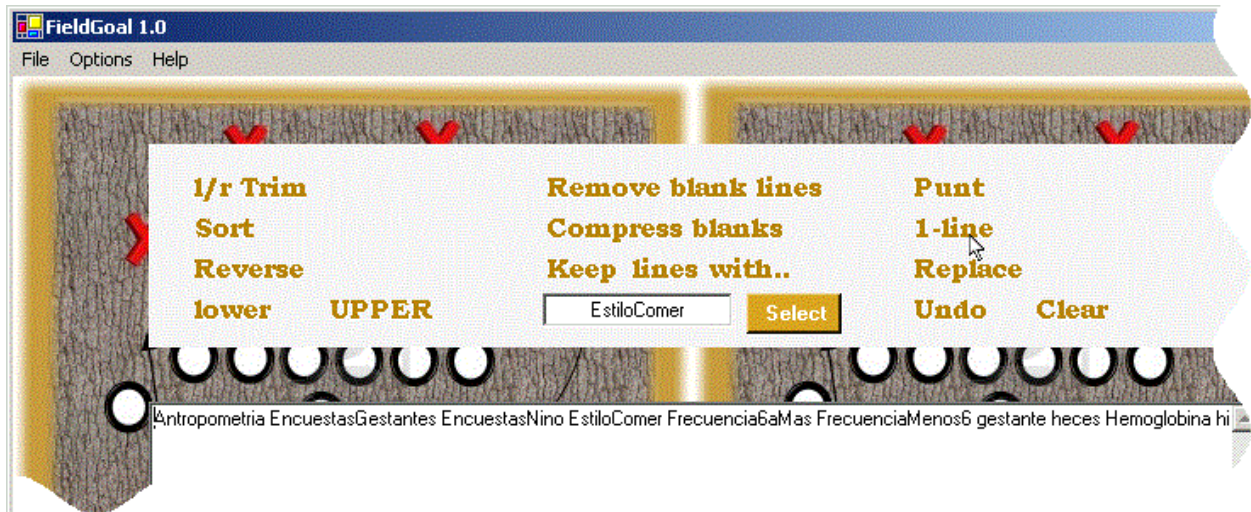 FieldGoal 1.0
File Options Help
l/r Trim Remove blank lines Punt
Sort Compress blanks 1-line
Reverse Keep lines with.. Replace
lower UPPER EstiloComer Select Undo Clear
Antropometria EncuestasGestantes EncuestasNino EstiloComer Frecuencia6aMas FrecuenciaMenos6 gestante heces Hemoglobina hi